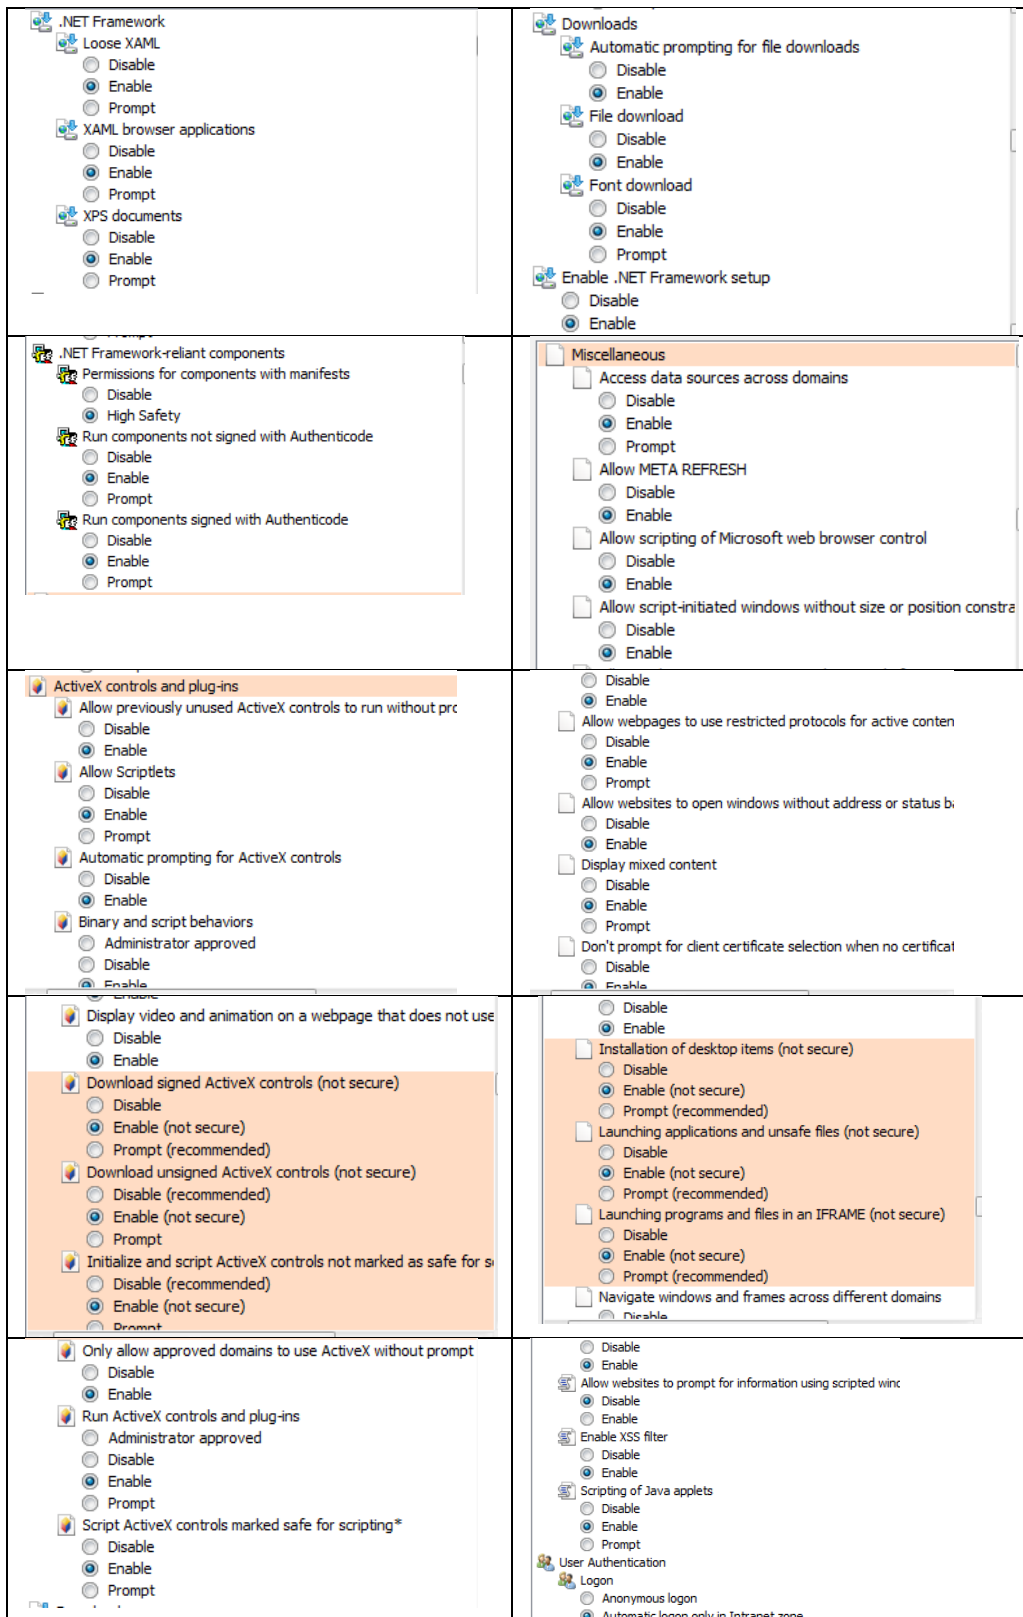 .NET Framework
Loose XAML
Disable
Enable
Prompt
XAML browser applications
Disable
Enable
Prompt
XPS documents
Disable
Enable
Prompt
Downloads
Automatic prompting for file downloads
Disable
Enable
File download
Disable
Enable
Font download
Disable
Enable
Prompt
Enable .NET Framework setup
Disable
Enable
.NET Framework-reliant components
Permissions for components with manifests
Disable
High Safety
Run components not signed with Authenticode
Disable
Enable
Prompt
Run components signed with Authenticode
Disable
Enable
Prompt
Miscellaneous
Access data sources across domains
Disable
Enable
Prompt
Allow META REFRESH
Disable
Enable
Allow scripting of Microsoft web browser control
Disable
Enable
Allow script-initiated windows without size or position constra
Disable
Enable
ActiveX controls and plug-ins
Allow previously unused ActiveX controls to run without prc
Disable
Enable
Allow Scriptlets
Disable
Enable
Prompt
Automatic prompting for ActiveX controls
Disable
Enable
Binary and script behaviors
Administrator approved
Disable
Enable
Disable
Enable
Allow webpages to use restricted protocols for active conten
Disable
Enable
Prompt
Allow websites to open windows without address or status ba
Disable
Enable
Display mixed content
Disable
Enable
Prompt
Don't prompt for client certificate selection when no certificat
Disable
Enable
Enable
Display video and animation on a webpage that does not use
Disable
Enable
Download signed ActiveX controls (not secure)
Disable
Enable (not secure)
Prompt (recommended)
Download unsigned ActiveX controls (not secure)
Disable (recommended)
Enable (not secure)
Prompt
Initialize and script ActiveX controls not marked as safe for s
Disable (recommended)
Enable (not secure)
Prompt
Disable
Enable
Installation of desktop items (not secure)
Disable
Enable (not secure)
Prompt (recommended)
Launching applications and unsafe files (not secure)
Disable
Enable (not secure)
Prompt (recommended)
Launching programs and files in an IFRAME (not secure)
Disable
Enable (not secure)
Prompt (recommended)
Navigate windows and frames across different domains
Disable
Only allow approved domains to use ActiveX without prompt
Disable
Enable
Run ActiveX controls and plug-ins
Administrator approved
Disable
Enable
Prompt
Script ActiveX controls marked safe for scripting*
Disable
Enable
Prompt
Disable
Enable
Allow websites to prompt for information using scripted winc
Disable
Enable
Enable XSS filter
Disable
Enable
Scripting of Java applets
Disable
Enable
Prompt
User Authentication
Logon
Anonymous logon
Automatic logon only in Intranet zone